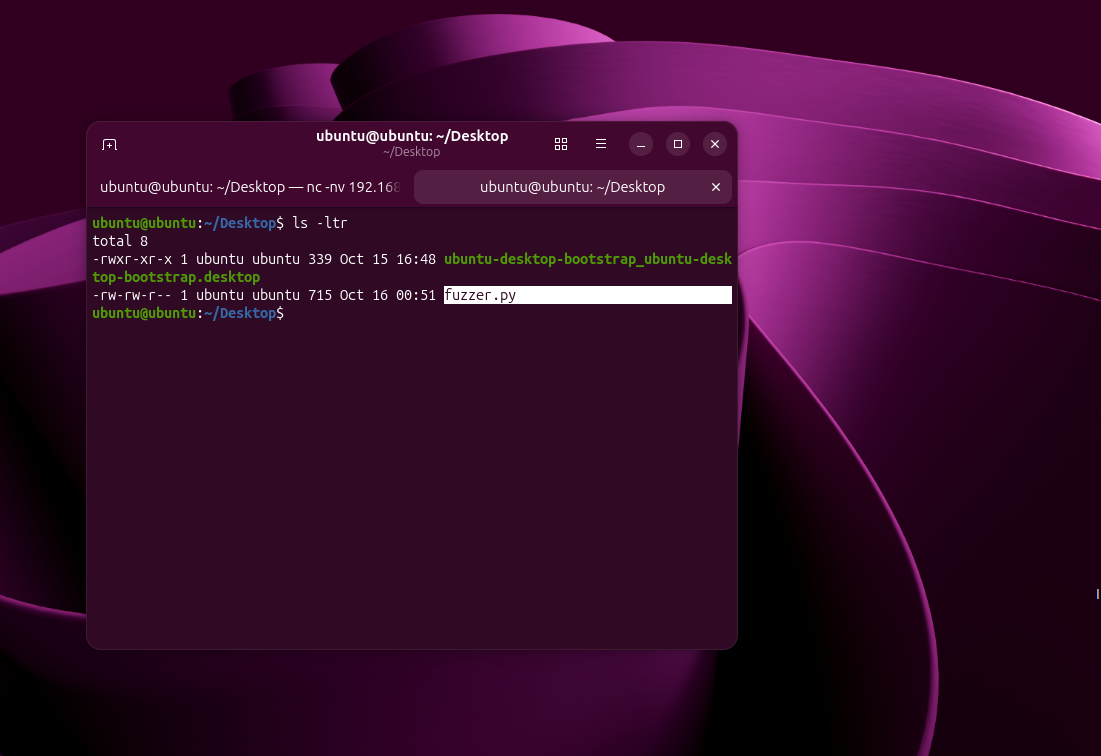 ubuntu@ubuntu: ~/Desktop
~/Desktop
ubuntu@ubuntu: ~/Desktop — nc -nv 192.168
ubuntu@ubuntu: ~/Desktop
ubuntu@ubuntu:~/Desktop$ ls -ltr
total 8
-rwxr-xr-x 1 ubuntu ubuntu 339 Oct 15 16:48 ubuntu-desktop-bootstrap_ubuntu-desk
top-bootstrap.desktop
-rw-rw-r-- 1 ubuntu ubuntu 715 Oct 16 00:51 fuzzer.py
ubuntu@ubuntu:~/Desktop$